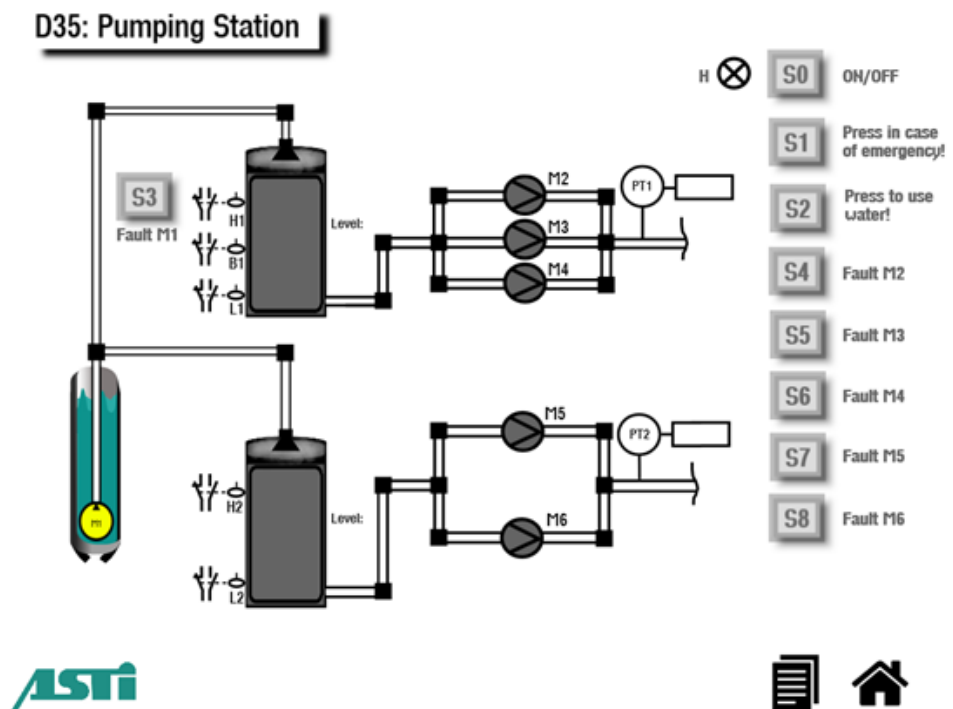 D35: Pumping Station
H
S0
ON/OFF
S1
Press in case
of emergency!
S3
Fault M1
H1
B1
L1
Level:
M2
M3
M4
PT1
S2
Press to use
water!
S4
Fault M2
S5
Fault M3
S6
Fault M4
M1
H2
L2
Level:
M5
M6
PT2
S7
Fault M5
S8
Fault M6
ASTi